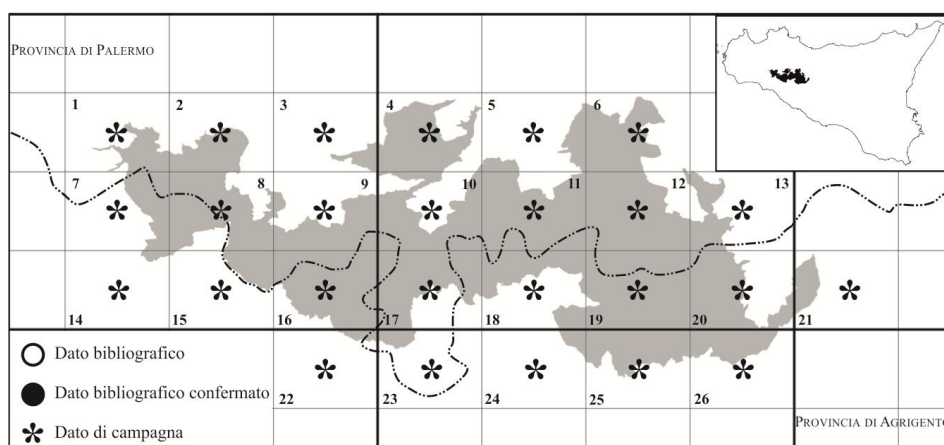 PROVINCIA DI PALERMO
1 2 3 4 5 6
7 8 9 10 11 12 13
14 15 16 17 18 19 20 21
Dato bibliografico
Dato bibliografico confermato
Dato di campagna
22 23 24 25 26
PROVINCIA DI AGRIGENTO